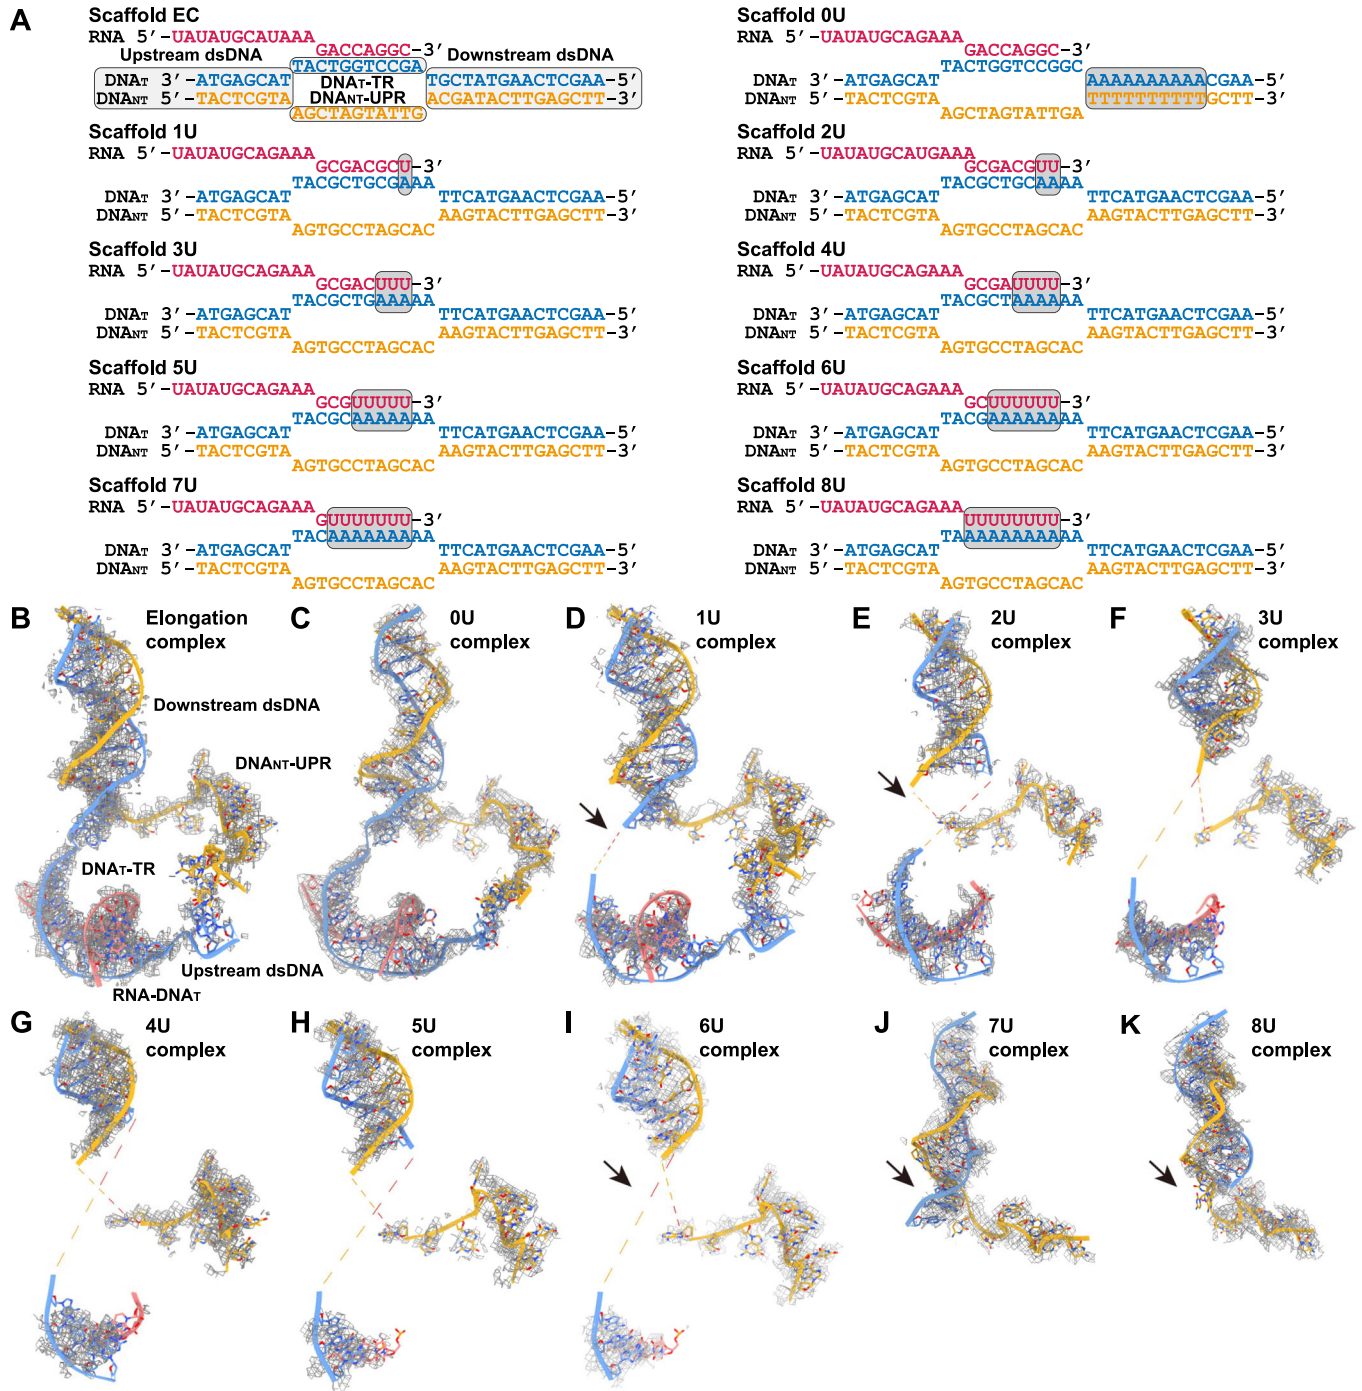 A
Scaffold EC
RNA 5′-UAUAUGCAUAAA
GACCAGGC-3′
Upstream dsDNA
Downstream dsDNA
TACTGGTCCGA
DNAT 3′-ATGAGCAT
DNAT-TR
TGCTATGAACTCGAA-5′
DNANT 5′-TACTCGTA
DNANT-UPR
ACGATACTTGAGCTT-3′
AGCTAGTATTG
Scaffold 0U
RNA 5′-UAUAUGCAGAAA
GACCAGGC-3′
TACTGGTCCGGC
DNAT 3′-ATGAGCAT
AAAAAAAAAACGAA-5′
DNANT 5′-TACTCGTA
TTTTTTTTTTGCTT-3′
AGCTAGTATTGA
Scaffold 1U
RNA 5′-UAUAUGCAGAAA
GCGACGCU-3′
TACGCTGCGAAA
DNAT 3′-ATGAGCAT
TTCATGAACTCGAA-5′
DNANT 5′-TACTCGTA
AAGTACTTGAGCTT-3′
AGTGCCTAGCAC
Scaffold 2U
RNA 5′-UAUAUGCAUGAAA
GCGACGUU-3′
TACGCTGCAAAA
DNAT 3′-ATGAGCAT
TTCATGAACTCGAA-5′
DNANT 5′-TACTCGTA
AAGTACTTGAGCTT-3′
AGTGCCTAGCAC
Scaffold 3U
RNA 5′-UAUAUGCAGAAA
GCGACUUU-3′
TACGCTGAAAAA
DNAT 3′-ATGAGCAT
TTCATGAACTCGAA-5′
DNANT 5′-TACTCGTA
AAGTACTTGAGCTT-3′
AGTGCCTAGCAC
Scaffold 4U
RNA 5′-UAUAUGCAGAAA
GCGAUUUU-3′
TACGCTAAAAAA
DNAT 3′-ATGAGCAT
TTCATGAACTCGAA-5′
DNANT 5′-TACTCGTA
AAGTACTTGAGCTT-3′
AGTGCCTAGCAC
Scaffold 5U
RNA 5′-UAUAUGCAGAAA
GCGUUUUU-3′
TACGCAAAAAAA
DNAT 3′-ATGAGCAT
TTCATGAACTCGAA-5′
DNANT 5′-TACTCGTA
AAGTACTTGAGCTT-3′
AGTGCCTAGCAC
Scaffold 6U
RNA 5′-UAUAUGCAGAAA
GCUUUUUU-3′
TACGAAAAAAAA
DNAT 3′-ATGAGCAT
TTCATGAACTCGAA-5′
DNANT 5′-TACTCGTA
AAGTACTTGAGCTT-3′
AGTGCCTAGCAC
Scaffold 7U
RNA 5′-UAUAUGCAGAAA
GUUUUUUU-3′
TACAAAAAAAAA
DNAT 3′-ATGAGCAT
TTCATGAACTCGAA-5′
DNANT 5′-TACTCGTA
AAGTACTTGAGCTT-3′
AGTGCCTAGCAC
Scaffold 8U
RNA 5′-UAUAUGCAGAAA
UUUUUUUU-3′
TAAAAAAAAAAA
DNAT 3′-ATGAGCAT
TTCATGAACTCGAA-5′
DNANT 5′-TACTCGTA
AAGTACTTGAGCTT-3′
AGTGCCTAGCAC
B
Elongation
complex
Downstream dsDNA
DNANT-UPR
DNAT-TR
Upstream dsDNA
RNA-DNAT
C
0U
complex
D
1U
complex
E
2U
complex
F
3U
complex
G
4U
complex
H
5U
complex
I
6U
complex
J
7U
complex
K
8U
complex